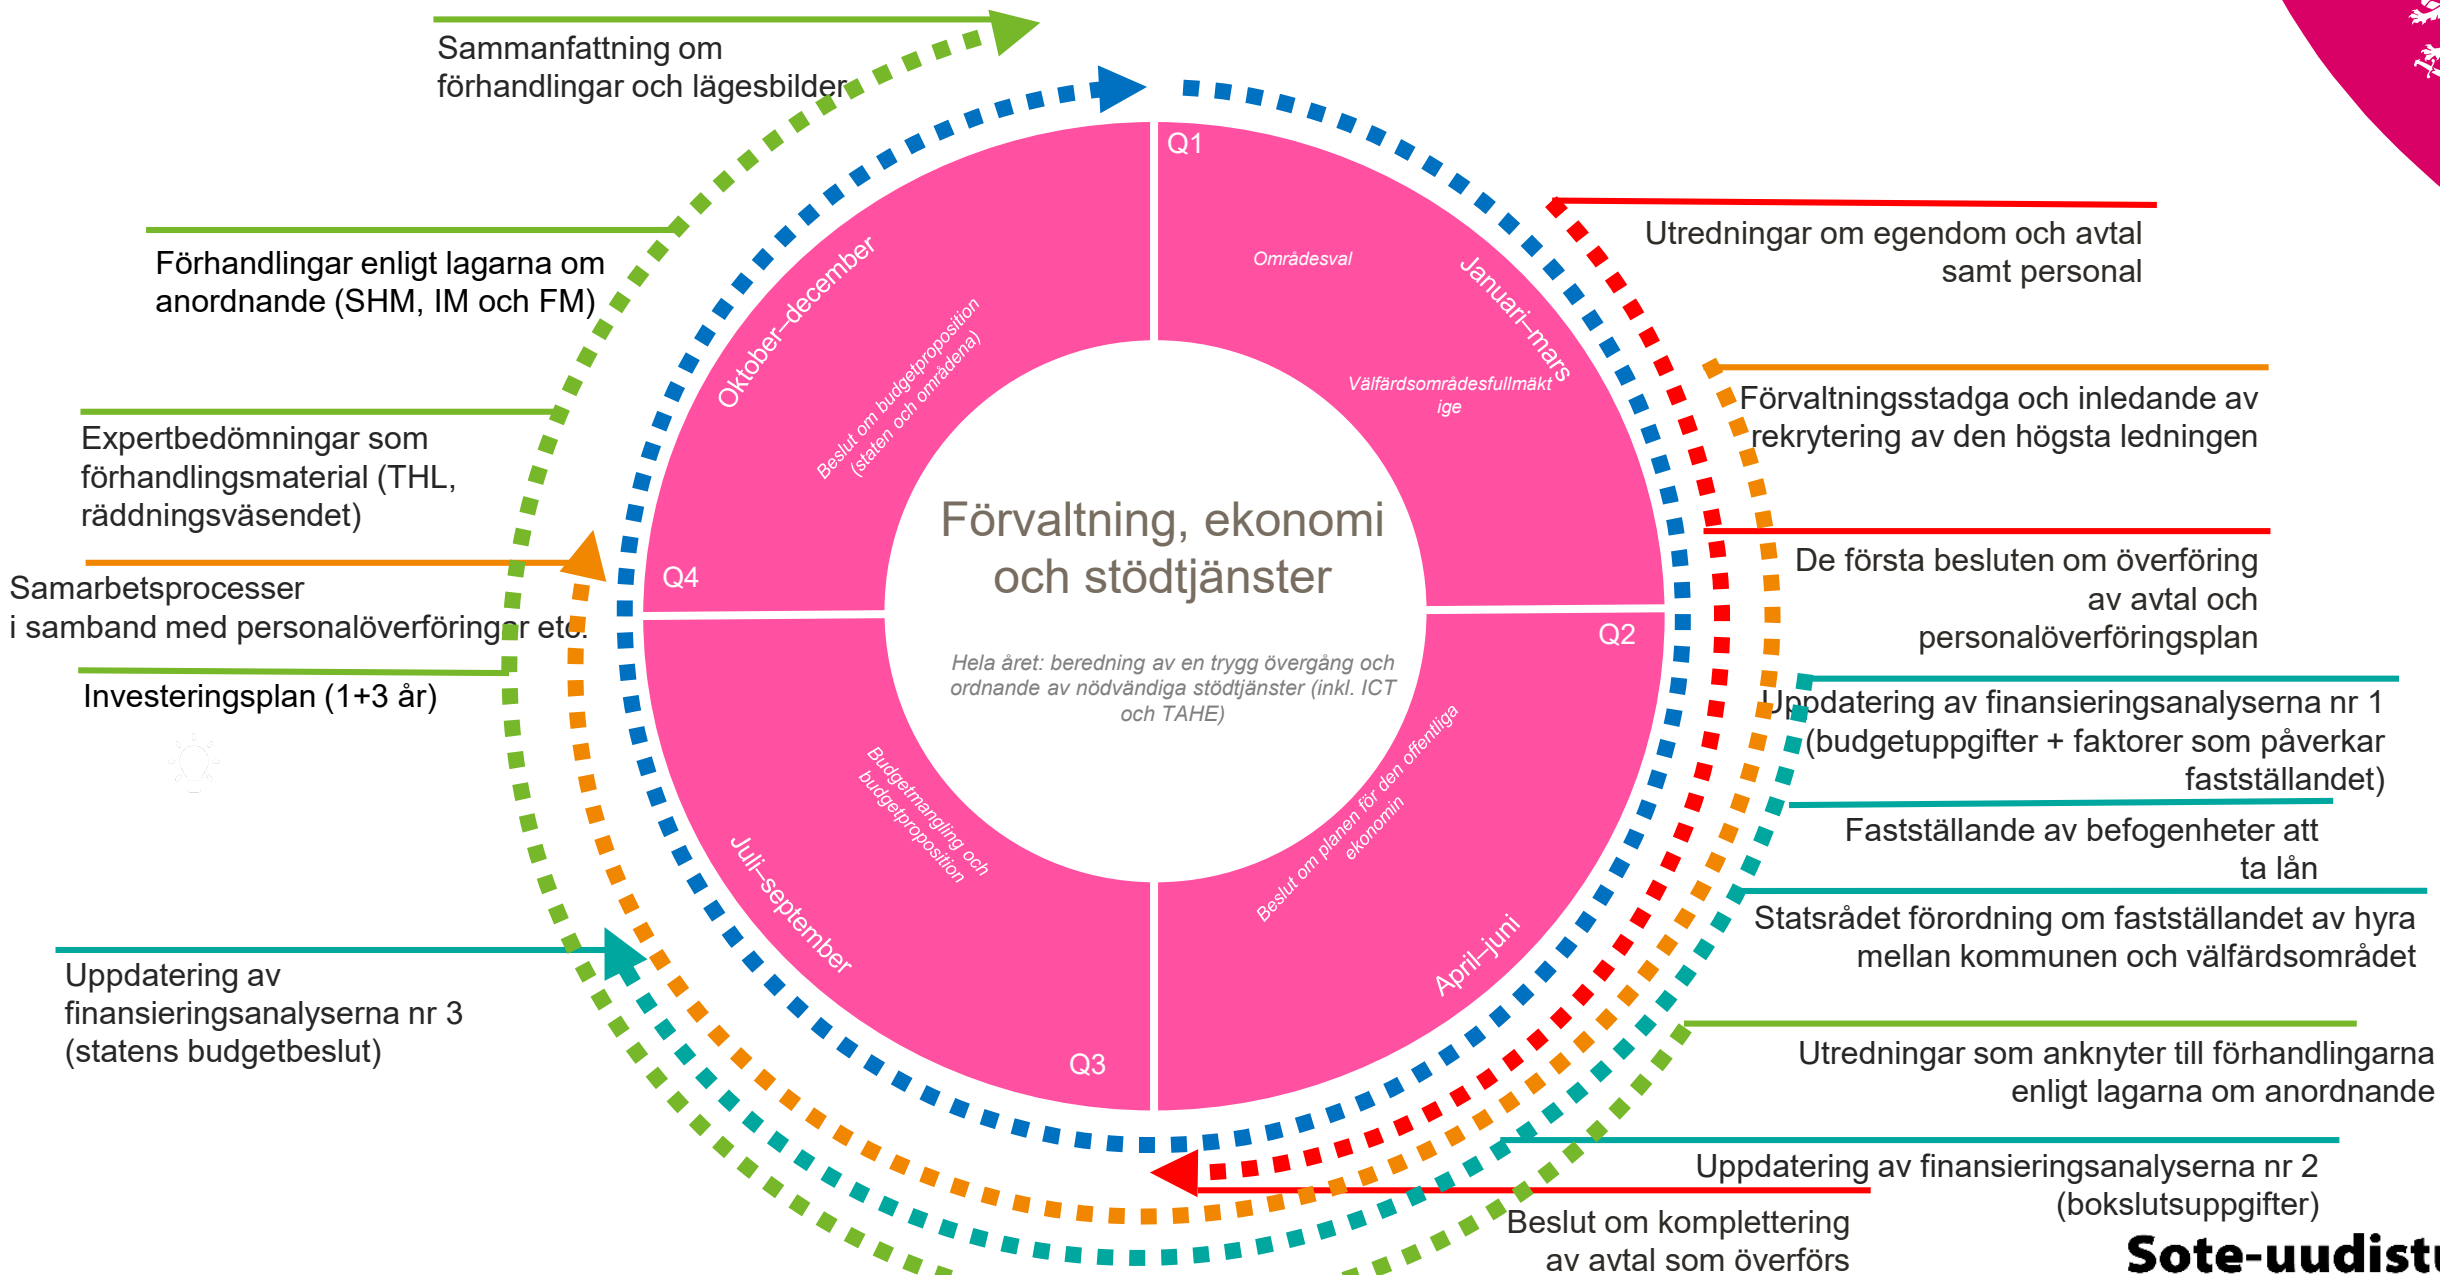 Sammanfattning om
förhandlingar och lägesbilder
Förhandlingar enligt lagarna om
anordnande (SHM, IM och FM)
Expertbedömningar som
förhandlingsmaterial (THL,
räddningsväsendet)
Samarbetsprocesser
i samband med personalöverföringar etc.
Investeringsplan (1+3 år)
Uppdatering av
finansieringsanalyserna nr 3
(statens budgetbeslut)
Q1
Områdesval
Januari–mars
Välfärdsområdesfullmäkt
ige
Oktober–december
Beslut om budgetproposition
(staten och områdena)
Q4
Förvaltning, ekonomi
och stödtjänster
Hela året: beredning av en trygg övergång och
ordnande av nödvändiga stödtjänster (inkl. ICT
och TAHE)
Q2
Beslut om planen för den offentliga
ekonomin
April–juni
Budgetmangling och
budgetproposition
Juli–september
Q3
Utredningar om egendom och avtal
samt personal
Förvaltningsstadga och inledande av
rekrytering av den högsta ledningen
De första besluten om överföring
av avtal och
personalöverföringsplan
Uppdatering av finansieringsanalyserna nr 1
(budgetuppgifter + faktorer som påverkar
fastställandet)
Fastställande av befogenheter att
ta lån
Statsrådet förordning om fastställandet av hyra
mellan kommunen och välfärdsområdet
Utredningar som anknyter till förhandlingarna
enligt lagarna om anordnande
Uppdatering av finansieringsanalyserna nr 2
(bokslutsuppgifter)
Beslut om komplettering
av avtal som överförs
Sote-uudistu